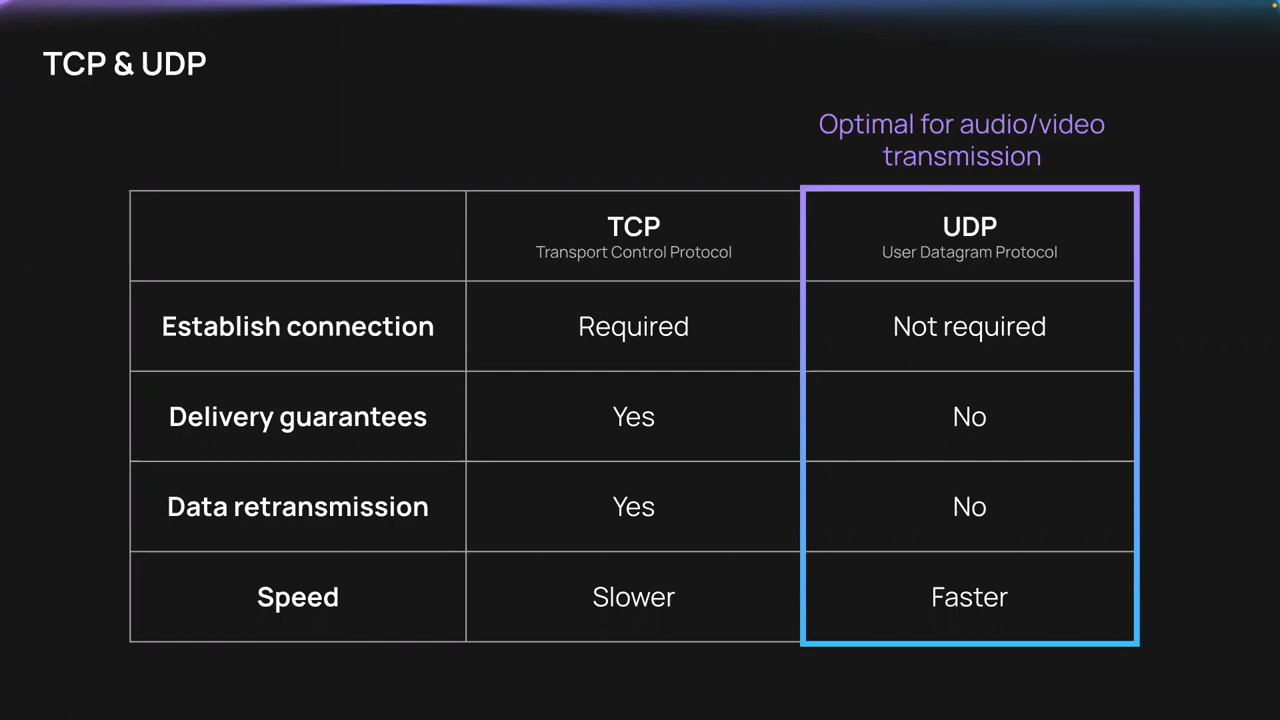 TCP & UDP
Optimal for audio/video
transmission
TCP
Transport Control Protocol
UDP
User Datagram Protocol
Establish connection
Required
Not required
Delivery guarantees
Yes
No
Data retransmission
Yes
No
Speed
Slower
Faster